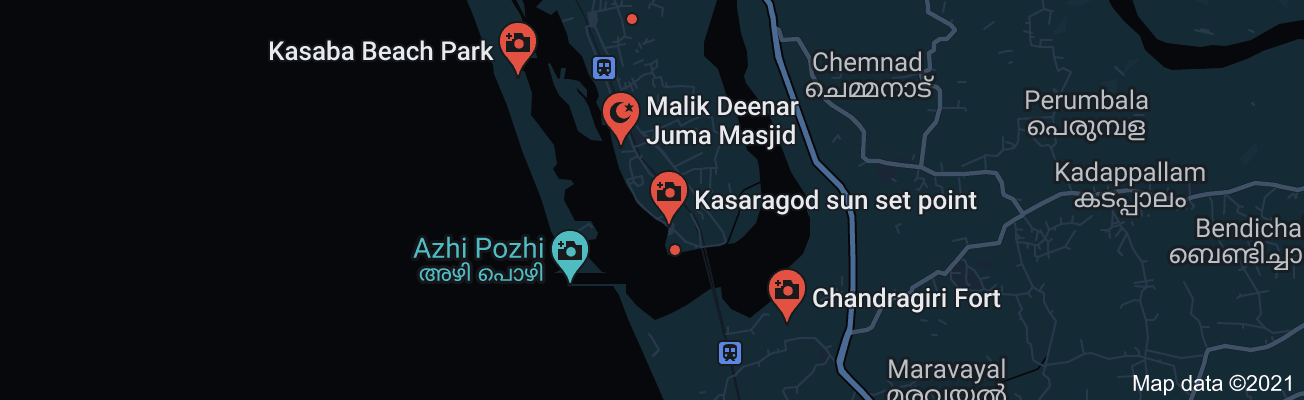 Kasaba Beach Park
Chemnad
ചെമ്മനാട്
Malik Deenar
Juma Masjid
Perumbala
പെരുമ്പള
Kadappallam
കടപ്പാലം
Kasaragod sun set point
Bendicha
ബെണ്ടിച്ചാ
Azhi Pozhi
അഴി പൊഴി
Chandragiri Fort
Maravayal
മരവയൽ
Map data ©2021